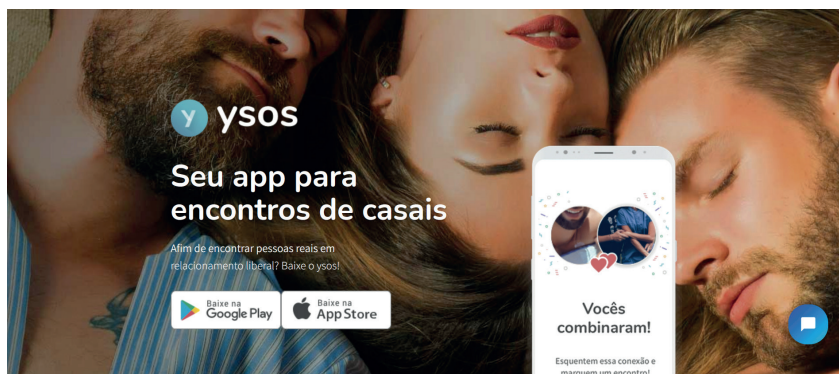 y ysos
Seu app para
encontros de casais
Afim de encontrar pessoas reais em
relacionamento liberal? Baixe o ysos!
Baixe na
Google Play
Baixe na
App Store
Vocês
combinaram!
Esquentem essa conexão e
marquem um encontro!